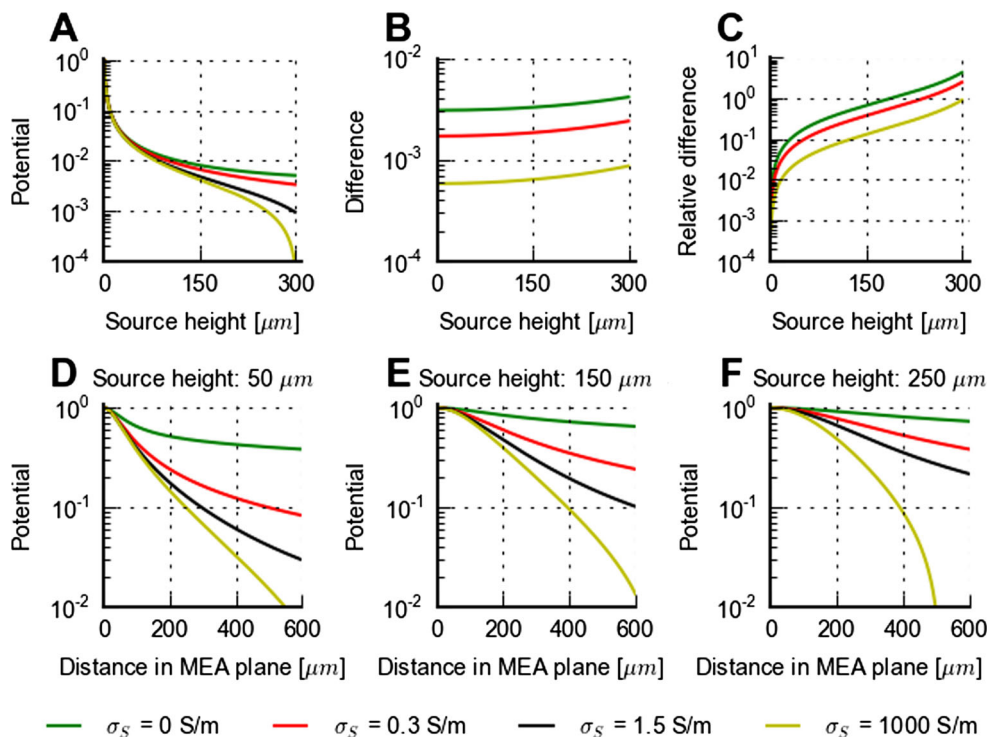 A
B
C
10^0
10^-1
10^-2
10^-3
10^-4
Potential
0
150
300
Source height [μm]
10^-2
10^-3
10^-4
Difference
0
150
300
Source height [μm]
10^1
10^0
10^-1
10^-2
10^-3
10^-4
Relative difference
0
150
300
Source height [μm]
D Source height: 50 μm
10^0
10^-1
10^-2
Potential
0 200 400 600
Distance in MEA plane [μm]
E Source height: 150 μm
10^0
10^-1
10^-2
Potential
0 200 400 600
Distance in MEA plane [μm]
F Source height: 250 μm
10^0
10^-1
10^-2
Potential
0 200 400 600
Distance in MEA plane [μm]
σ_S = 0 S/m
σ_S = 0.3 S/m
σ_S = 1.5 S/m
σ_S = 1000 S/m